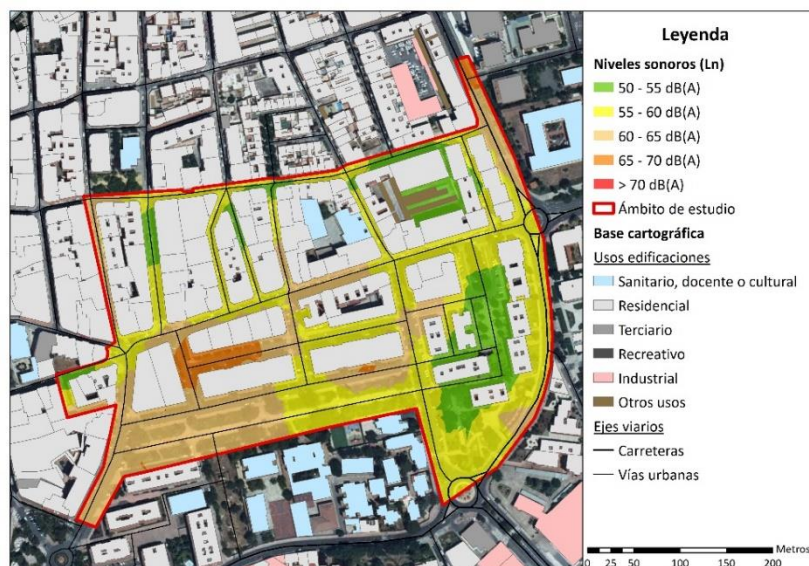 Leyenda
Niveles sonoros (Ln)
50 - 55 dB(A)
55 - 60 dB(A)
60 - 65 dB(A)
65 - 70 dB(A)
> 70 dB(A)
Ámbito de estudio
Base cartográfica
Usos edificaciones
Sanitario, docente o cultural
Residencial
Terciario
Recreativo
Industrial
Otros usos
Ejes viarios
Carreteras
Vías urbanas
Metros
0 25 50 100 150 200